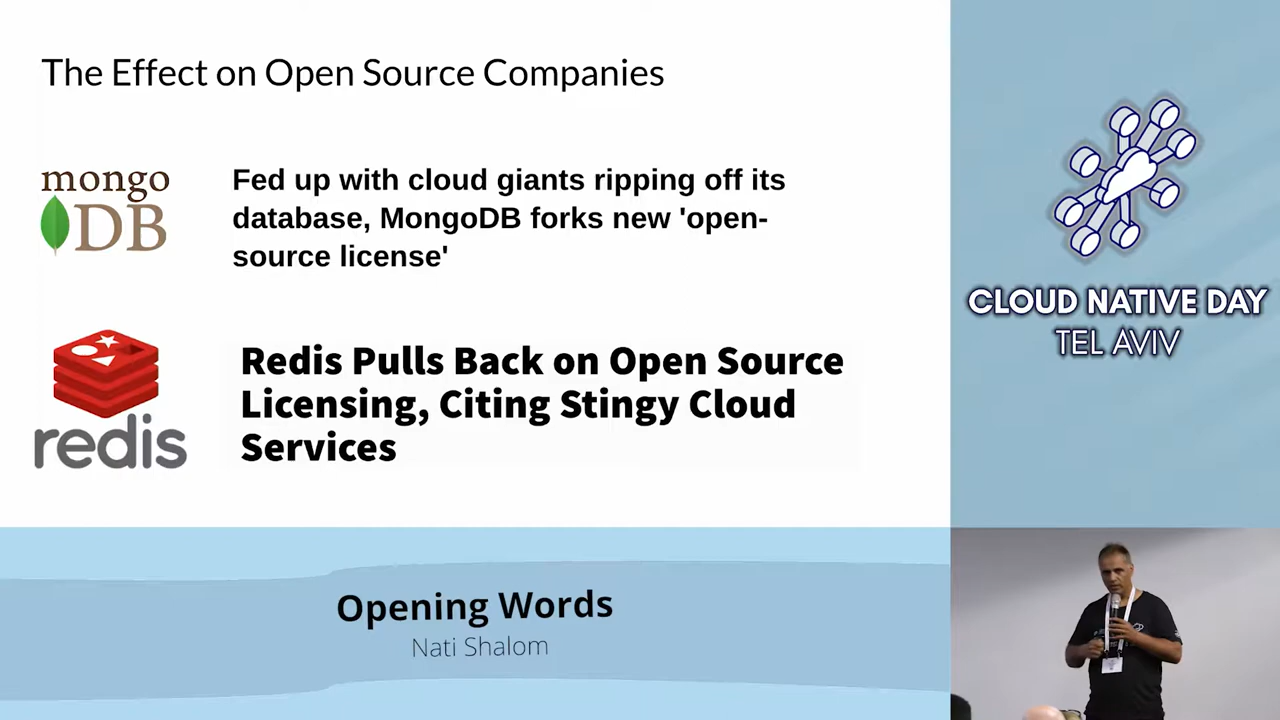 The Effect on Open Source Companies
mongo
DB
Fed up with cloud giants ripping off its
database, MongoDB forks new 'open-
source license'
redis
Redis Pulls Back on Open Source
Licensing, Citing Stingy Cloud
Services
CLOUD NATIVE DAY
TEL AVIV
Opening Words
Nati Shalom